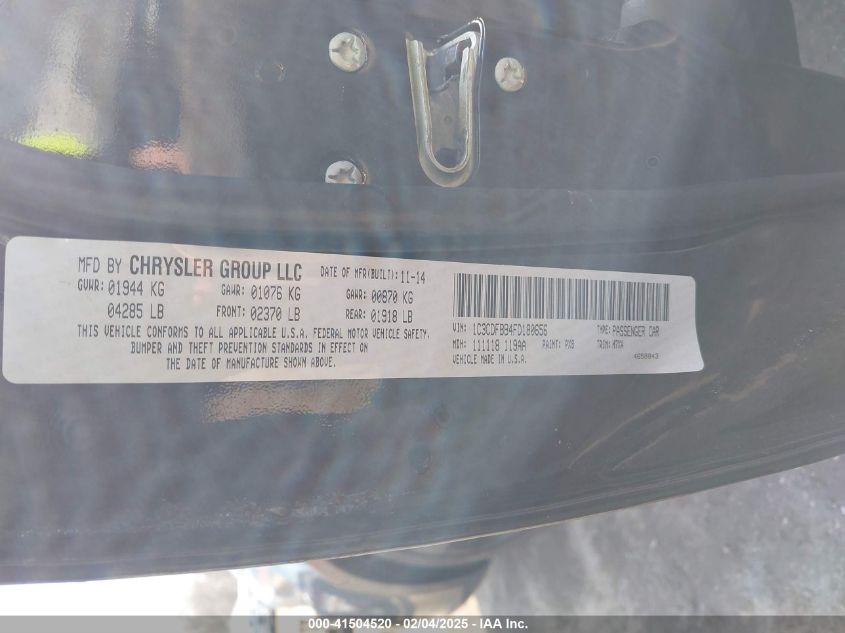 MFD BY CHRYSLER GROUP LLC DATE OF MFR(BUILT): 11-14
GVWR: 01944 KG GAWR: 01076 KG GAWR: 00870 KG
04285 LB FRONT: 02370 LB REAR: 01918 LB
THIS VEHICLE CONFORMS TO ALL APPLICABLE U.S.A. FEDERAL MOTOR VEHICLE SAFETY,
BUMPER AND THEFT PREVENTION STANDARDS IN EFFECT ON
THE DATE OF MANUFACTURE SHOWN ABOVE.
VIN: 1C3CDFBB4FD180656 TYPE: PASSENGER CAR
MDH: 111118 119AA PAINT: PX8 TRIM:
VEHICLE MADE IN U.S.A. 4658843
000-41504520 - 02/04/2025 - IAA Inc.